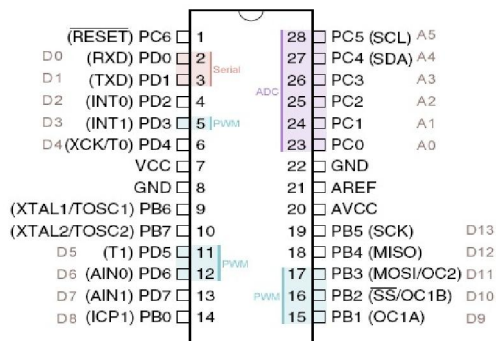 (RESET) PC6 1 28 PC5 (SCL) A5
D0 (RXD) PD0 2 27 PC4 (SDA) A4
Serial
D1 (TXD) PD1 3 26 PC3 A3
ADC
D2 (INT0) PD2 4 25 PC2 A2
D3 (INT1) PD3 5 PWM 24 PC1 A1
D4 (XCK/T0) PD4 6 23 PC0 A0
VCC 7 22 GND
GND 8 21 AREF
(XTAL1/TOSC1) PB6 9 20 AVCC
(XTAL2/TOSC2) PB7 10 19 PB5 (SCK) D13
D5 (T1) PD5 11 18 PB4 (MISO) D12
PWM
D6 (AIN0) PD6 12 17 PB3 (MOSI/OC2) D11
D7 (AIN1) PD7 13 PWM 16 PB2 (SS/OC1B) D10
D8 (ICP1) PB0 14 15 PB1 (OC1A) D9